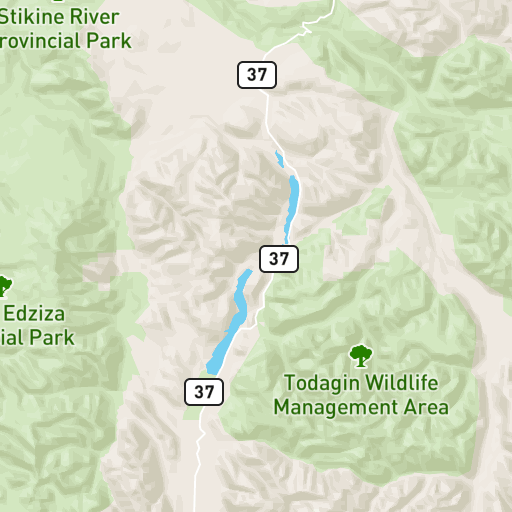 Stikine River
rovincial Park
37
37
Edziza
ial Park
Todagin Wildlife
Management Area
37